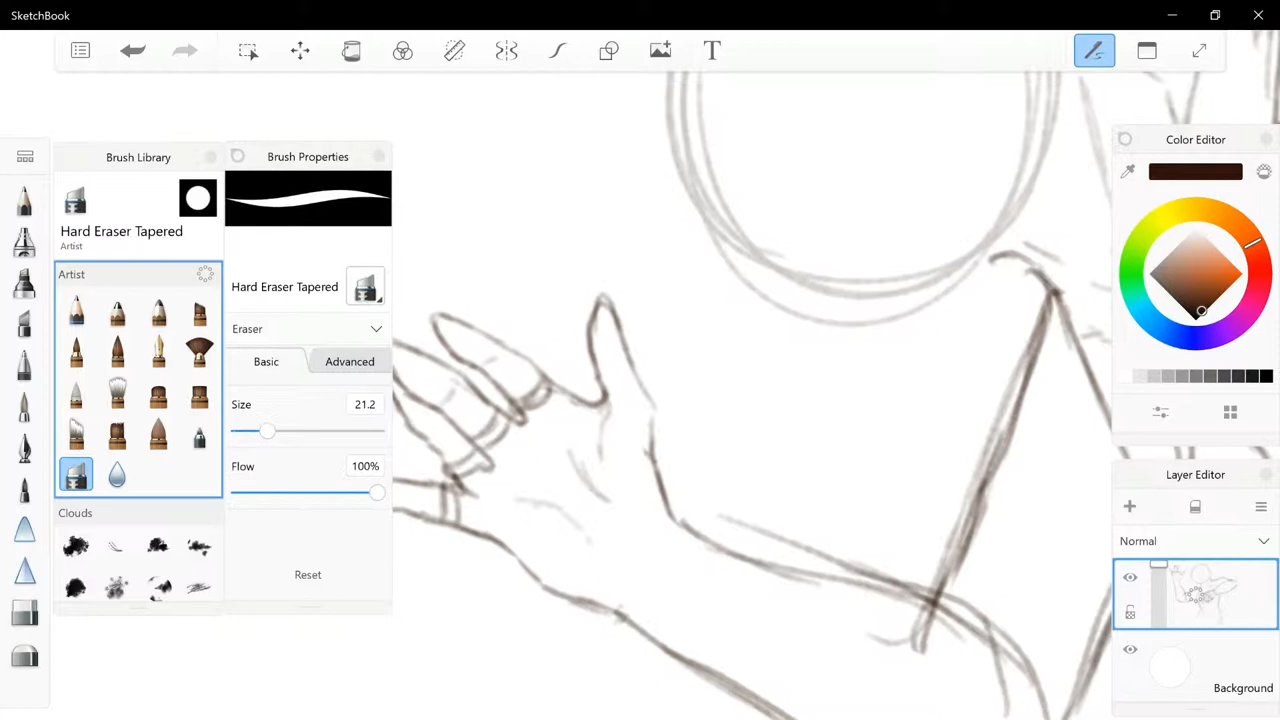 SketchBook
T
Brush Library
Hard Eraser Tapered
Artist
Artist
Clouds
Brush Properties
Hard Eraser Tapered
Eraser
Basic
Advanced
Size
21.2
Flow
100%
Reset
Color Editor
Layer Editor
Normal
Background